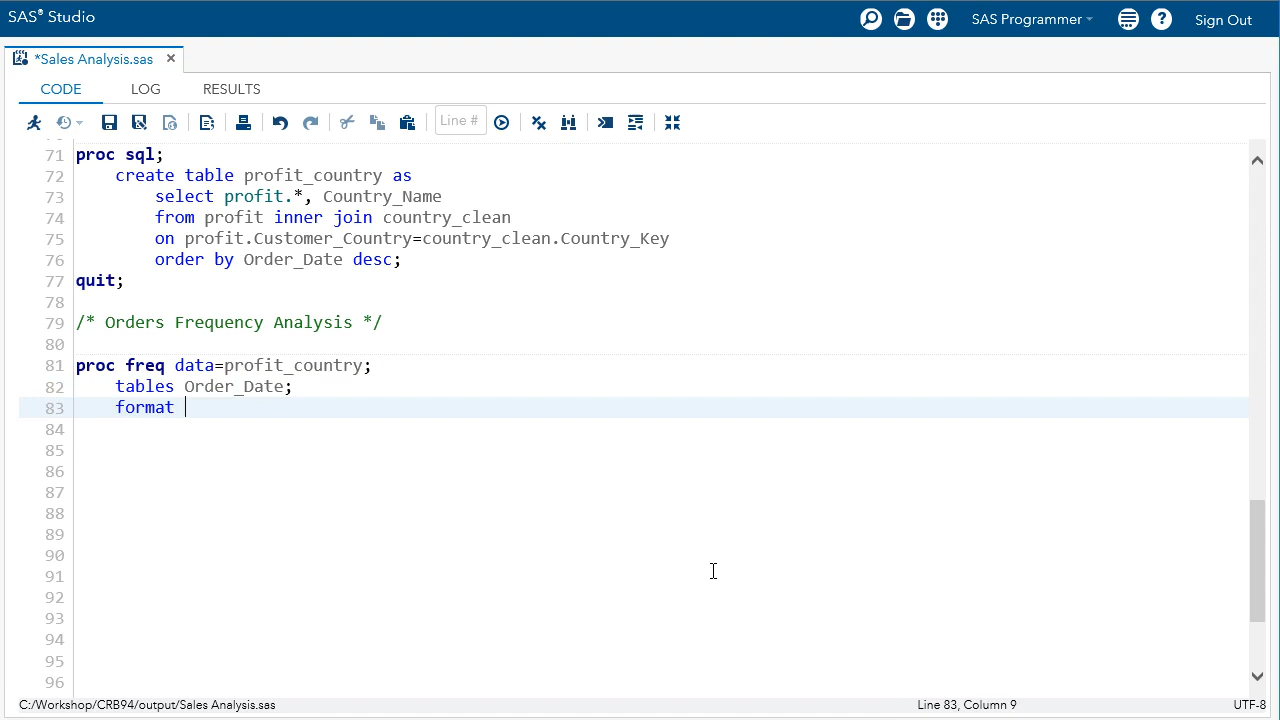 SAS® Studio
SAS Programmer
Sign Out
*Sales Analysis.sas
CODE LOG RESULTS
Line #
71 proc sql;
72 create table profit_country as
73 select profit.*, Country_Name
74 from profit inner join country_clean
75 on profit.Customer_Country=country_clean.Country_Key
76 order by Order_Date desc;
77 quit;
78
79 /* Orders Frequency Analysis */
80
81 proc freq data=profit_country;
82 tables Order_Date;
83 format
84
85
86
87
88
89
90
91
92
93
94
95
96
C:/Workshop/CRB94/output/Sales Analysis.sas Line 83, Column 9 UTF-8